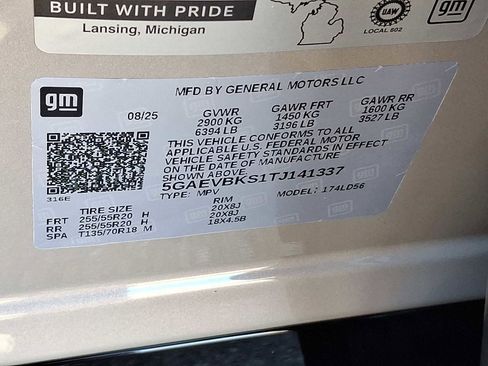 BUILT WITH PRIDE
Lansing, Michigan
UAW
LOCAL 602
gm
gm
MFD BY GENERAL MOTORS LLC
08/25 GVWR GAWR FRT GAWR RR
2900 KG 1450 KG 1600 KG
6394 LB 3196 LB 3527 LB
THIS VEHICLE CONFORMS TO ALL
APPLICABLE U.S. FEDERAL MOTOR
VEHICLE SAFETY STANDARDS IN EFFECT
ON THE DATE OF MANUFACTURE
SHOWN ABOVE.
5GAEVBKS1TJ141337
316E TYPE: MPV MODEL: 174LD56
TIRE SIZE RIM
FRT 255/55R20 H 20X8J
RR 255/55R20 H 20X8J
SPA T135/70R18 M 18X4.5B